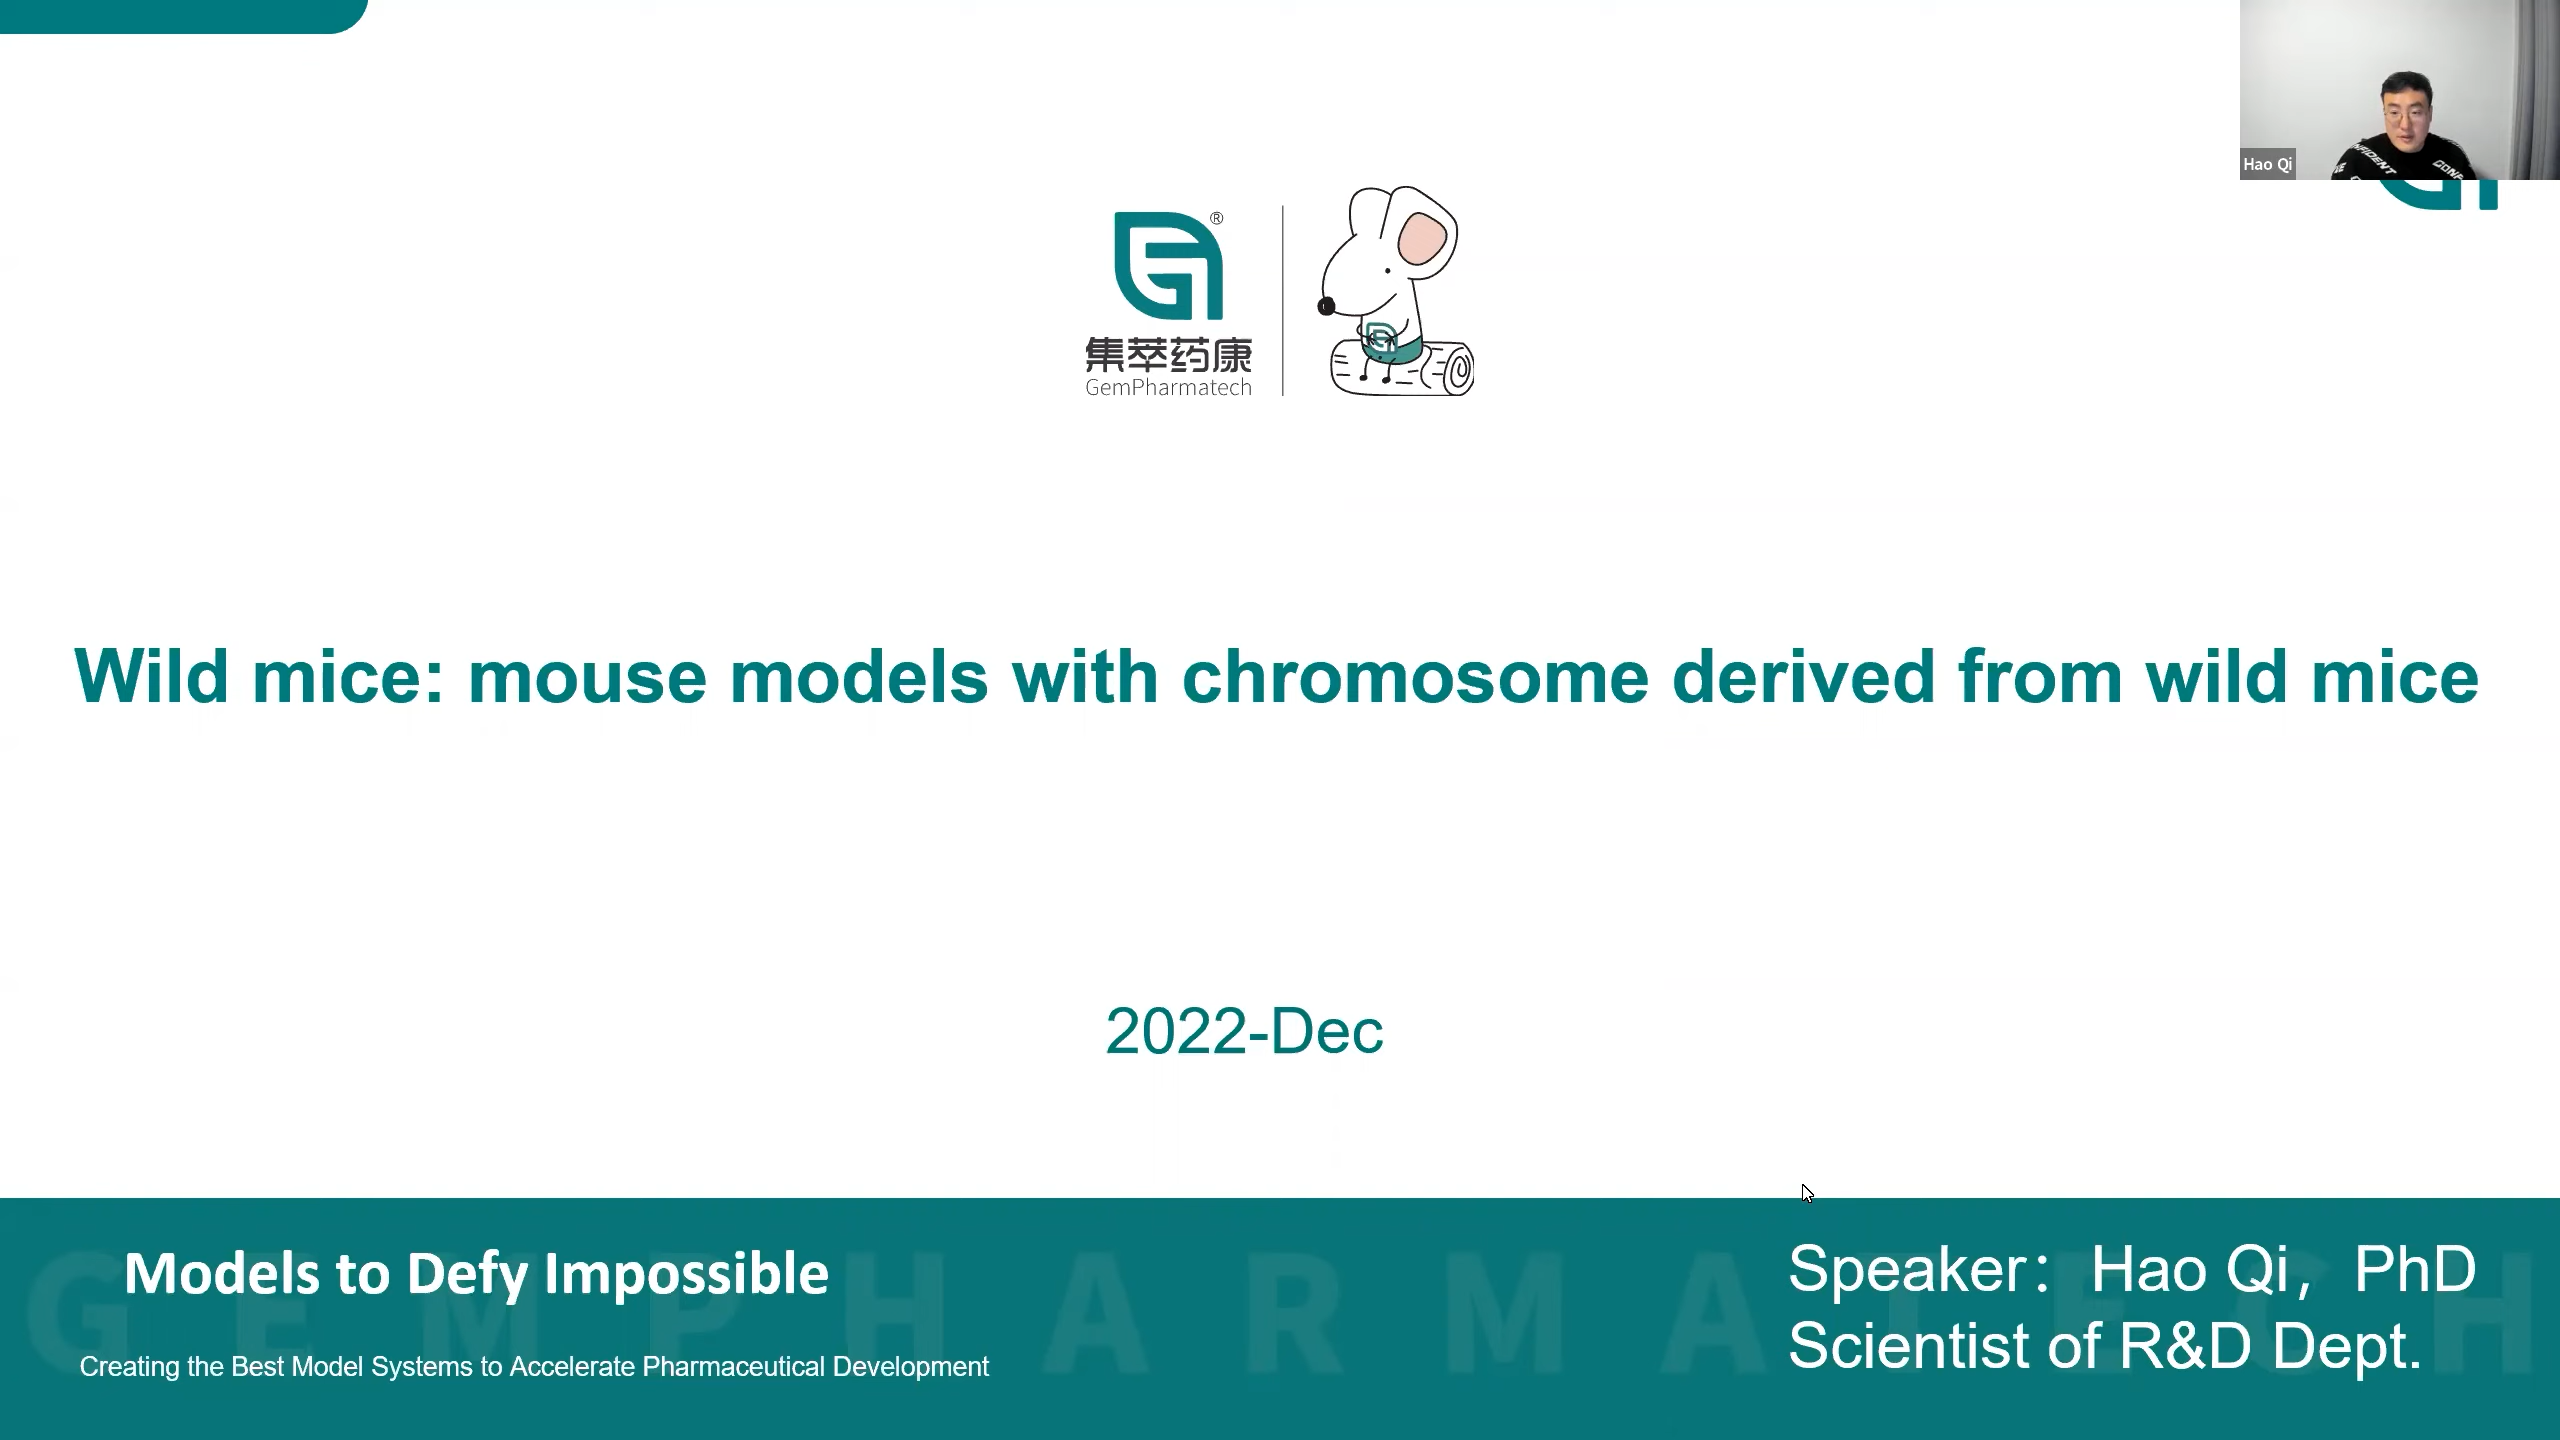 Hao Qi
®
集萃药康
GemPharmatech
Wild mice: mouse models with chromosome derived from wild mice
2022-Dec
Models to Defy Impossible
Creating the Best Model Systems to Accelerate Pharmaceutical Development
Speaker：Hao Qi，PhD
Scientist of R&D Dept.
GEMPHARMATECH